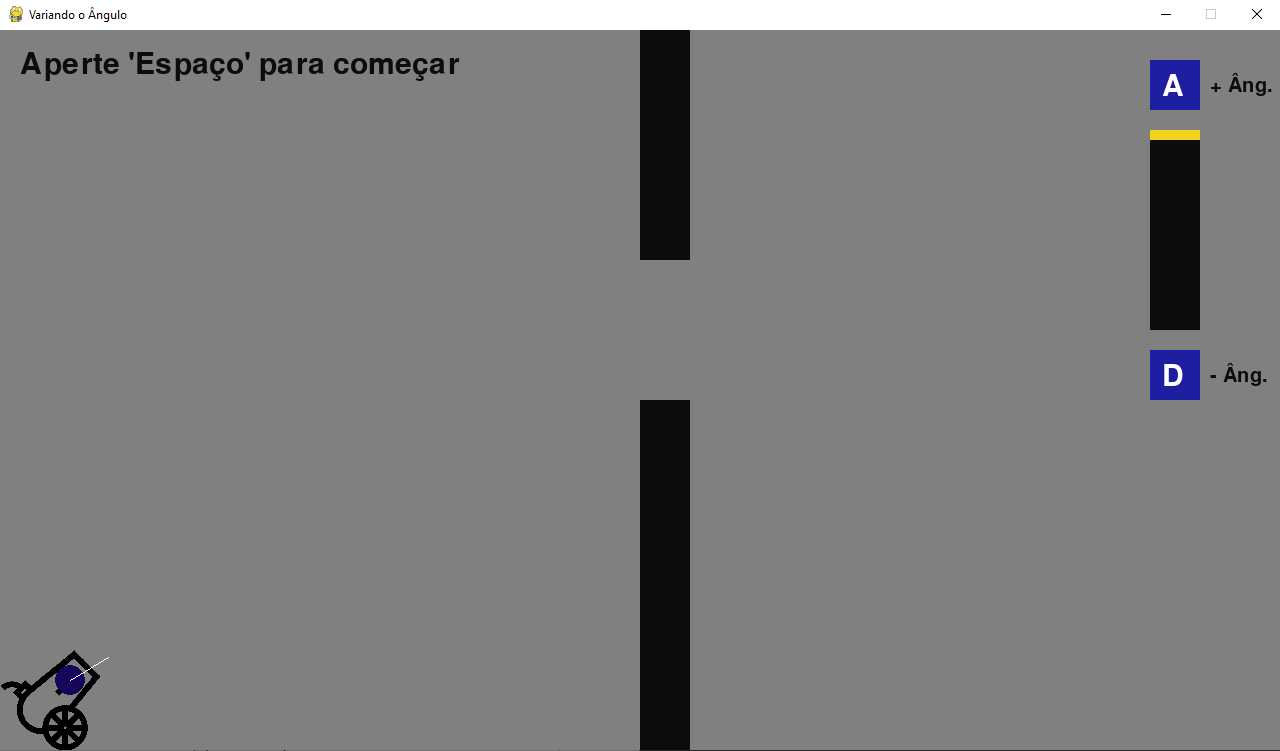 Variando o Ângulo
Aperte 'Espaço' para começar
A
+ Âng.
D
- Âng.